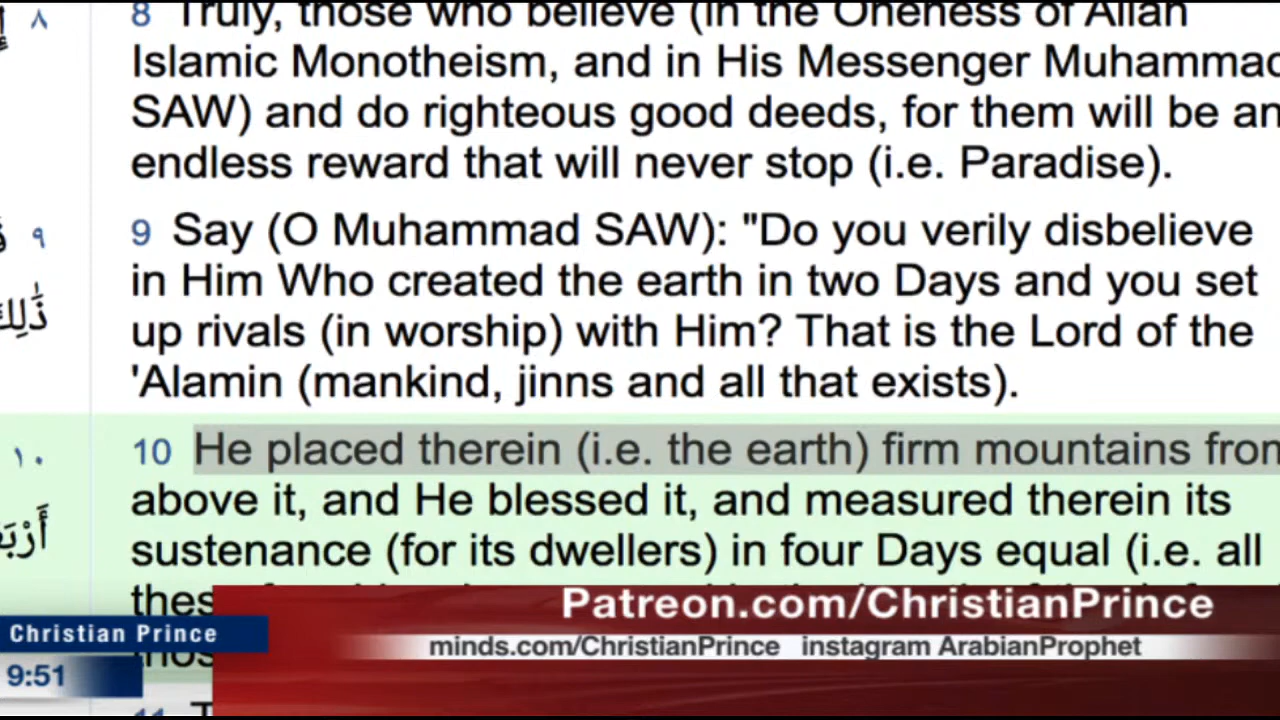 8 Truly, those who believe (in the Oneness of Allah
Islamic Monotheism, and in His Messenger Muhammad
SAW) and do righteous good deeds, for them will be an
endless reward that will never stop (i.e. Paradise).
٨
9 Say (O Muhammad SAW): "Do you verily disbelieve
in Him Who created the earth in two Days and you set
up rivals (in worship) with Him? That is the Lord of the
'Alamin (mankind, jinns and all that exists).
٩
ذَٰلِكَ
10 He placed therein (i.e. the earth) firm mountains from
above it, and He blessed it, and measured therein its
sustenance (for its dwellers) in four Days equal (i.e. all
١٠
Patreon.com/ChristianPrince
Christian Prince
minds.com/ChristianPrince instagram ArabianProphet
9:51
11